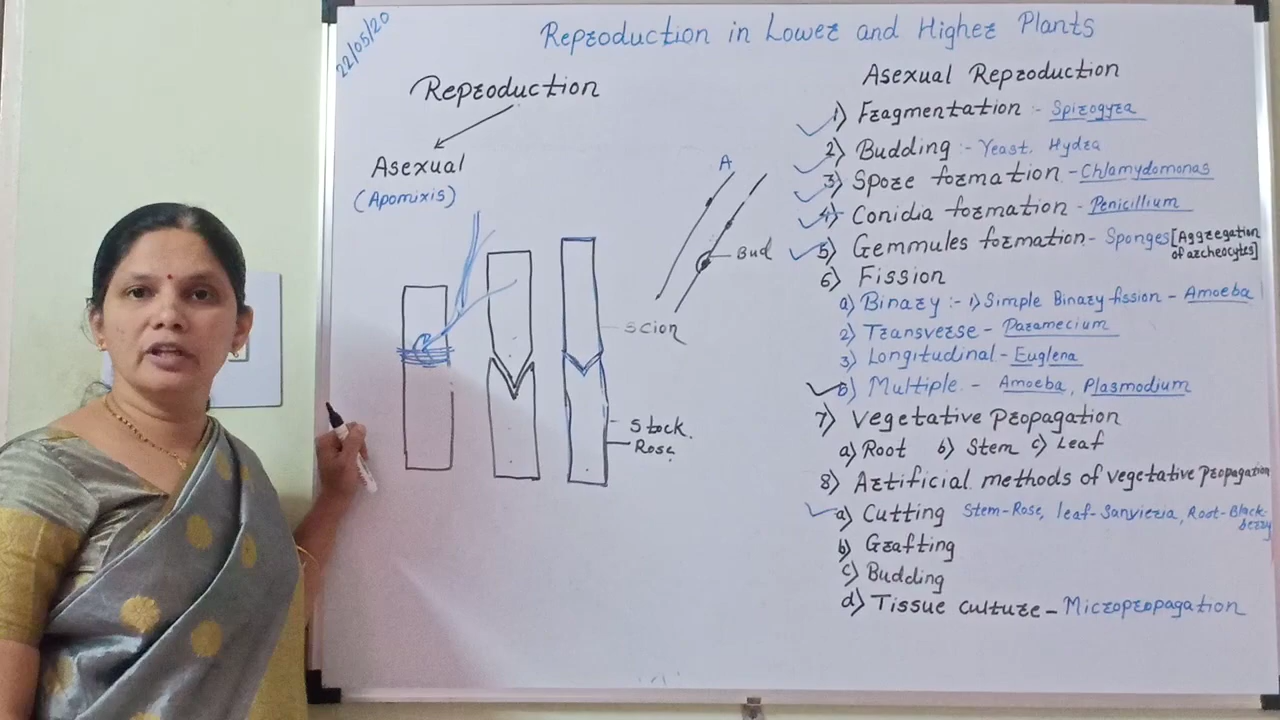 22/05/20
Reproduction in Lower and Higher Plants
Reproduction
Asexual
(Apomixis)
A
Bud
Scion
Stock
Rose
Asexual Reproduction
1) Fragmentation :- Spirogyra
2) Budding :- Yeast, Hydra
3) Spore formation - Chlamydomonas
4) Conidia formation - Penicillium
5) Gemmules formation - Sponges [Aggregation
of archeocytes]
6) Fission
a) Binary :- 1) Simple Binary fission - Amoeba
2) Transverse - Paramecium
3) Longitudinal - Euglena
B) Multiple - Amoeba, Plasmodium
7) Vegetative Propagation
a) Root b) Stem c) Leaf
8) Artificial methods of vegetative propagation
a) Cutting Stem-Rose, leaf-Sanvieria, Root-Black-
berry
b) Grafting
c) Budding
d) Tissue culture - Micropropagation